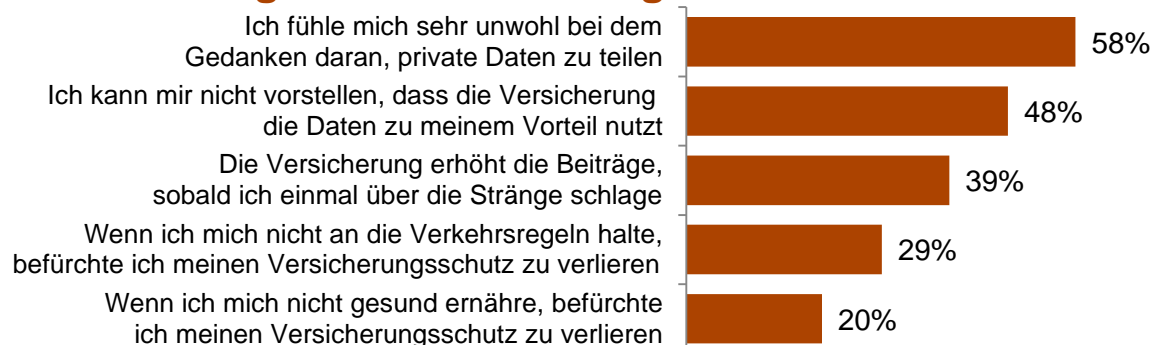 Ich fühle mich sehr unwohl bei dem
Gedanken daran, private Daten zu teilen
58%
Ich kann mir nicht vorstellen, dass die Versicherung
die Daten zu meinem Vorteil nutzt
48%
Die Versicherung erhöht die Beiträge,
sobald ich einmal über die Stränge schlage
39%
Wenn ich mich nicht an die Verkehrsregeln halte,
befürchte ich meinen Versicherungsschutz zu verlieren
29%
Wenn ich mich nicht gesund ernähre, befürchte
ich meinen Versicherungsschutz zu verlieren
20%